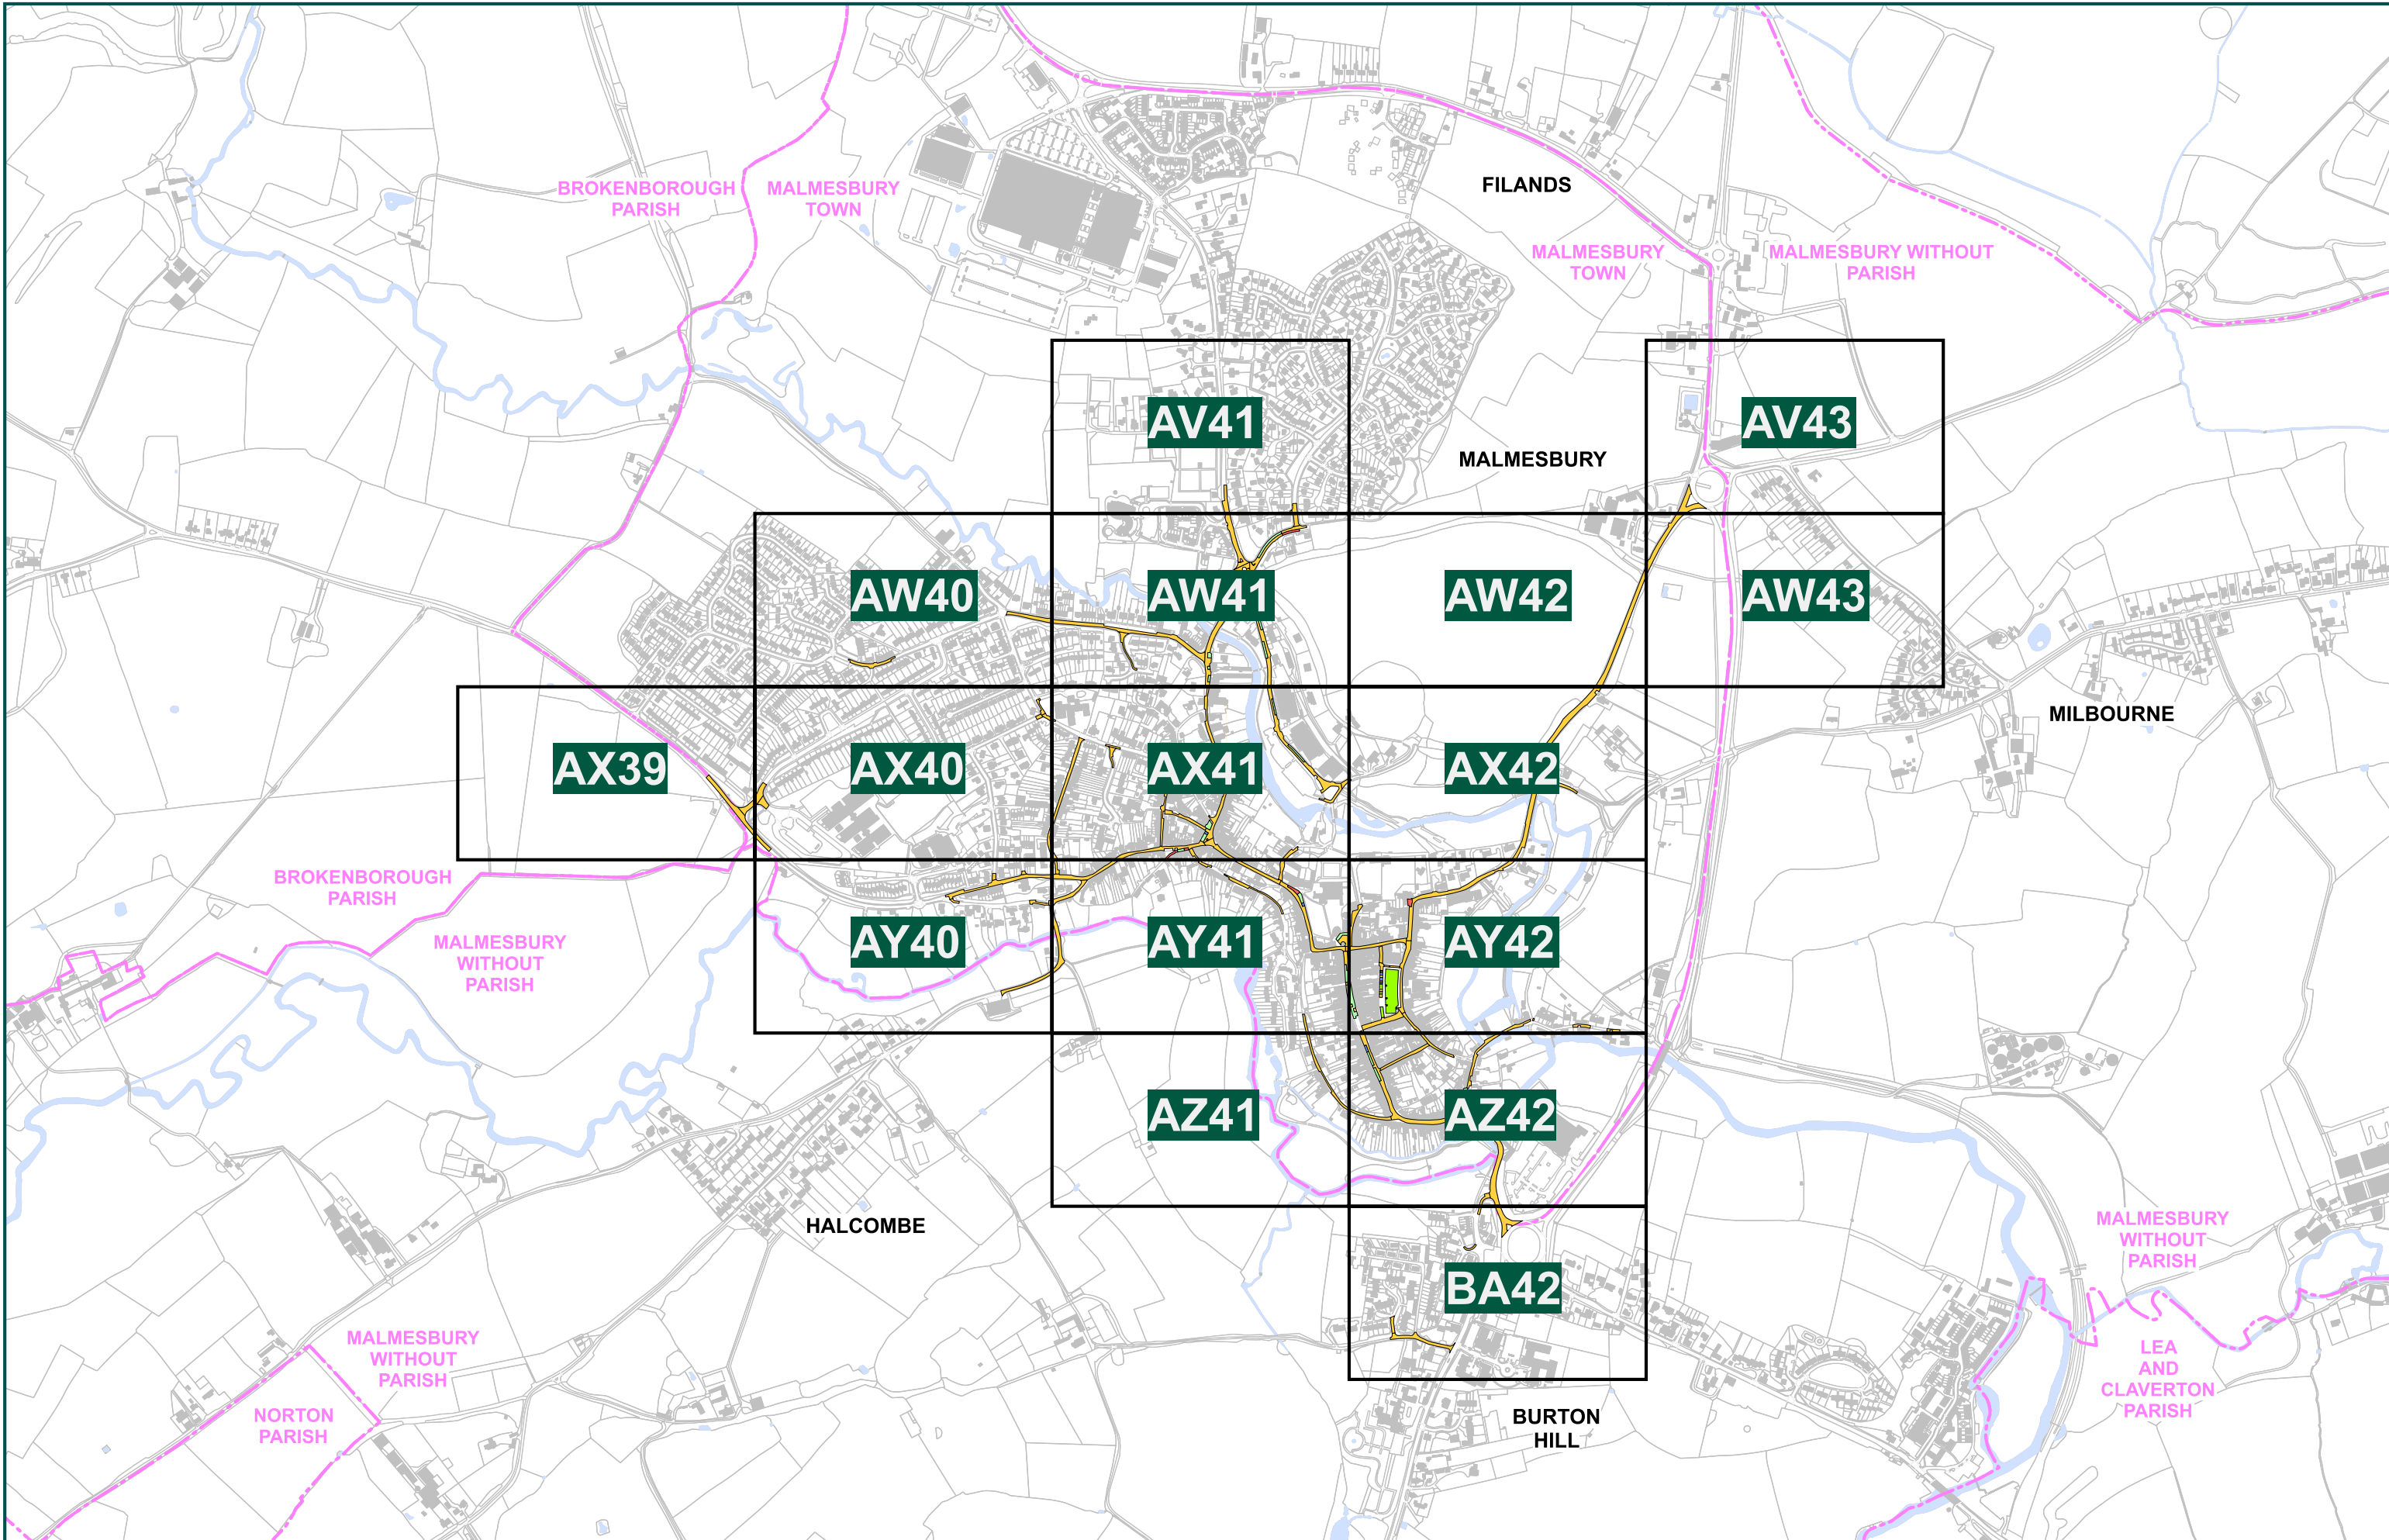 BROKENBOROUGH
PARISH
MALMESBURY
TOWN
FILANDS
MALMESBURY
TOWN
MALMESBURY WITHOUT
PARISH
AV41
AV43
MALMESBURY
AW40
AW41
AW42
AW43
MILBOURNE
AX39
AX40
AX41
AX42
BROKENBOROUGH
PARISH
MALMESBURY
WITHOUT
PARISH
AY40
AY41
AY42
AZ41
AZ42
HALCOMBE
MALMESBURY
WITHOUT
PARISH
BA42
MALMESBURY
WITHOUT
PARISH
LEA
AND
CLAVERTON
PARISH
NORTON
PARISH
BURTON
HILL